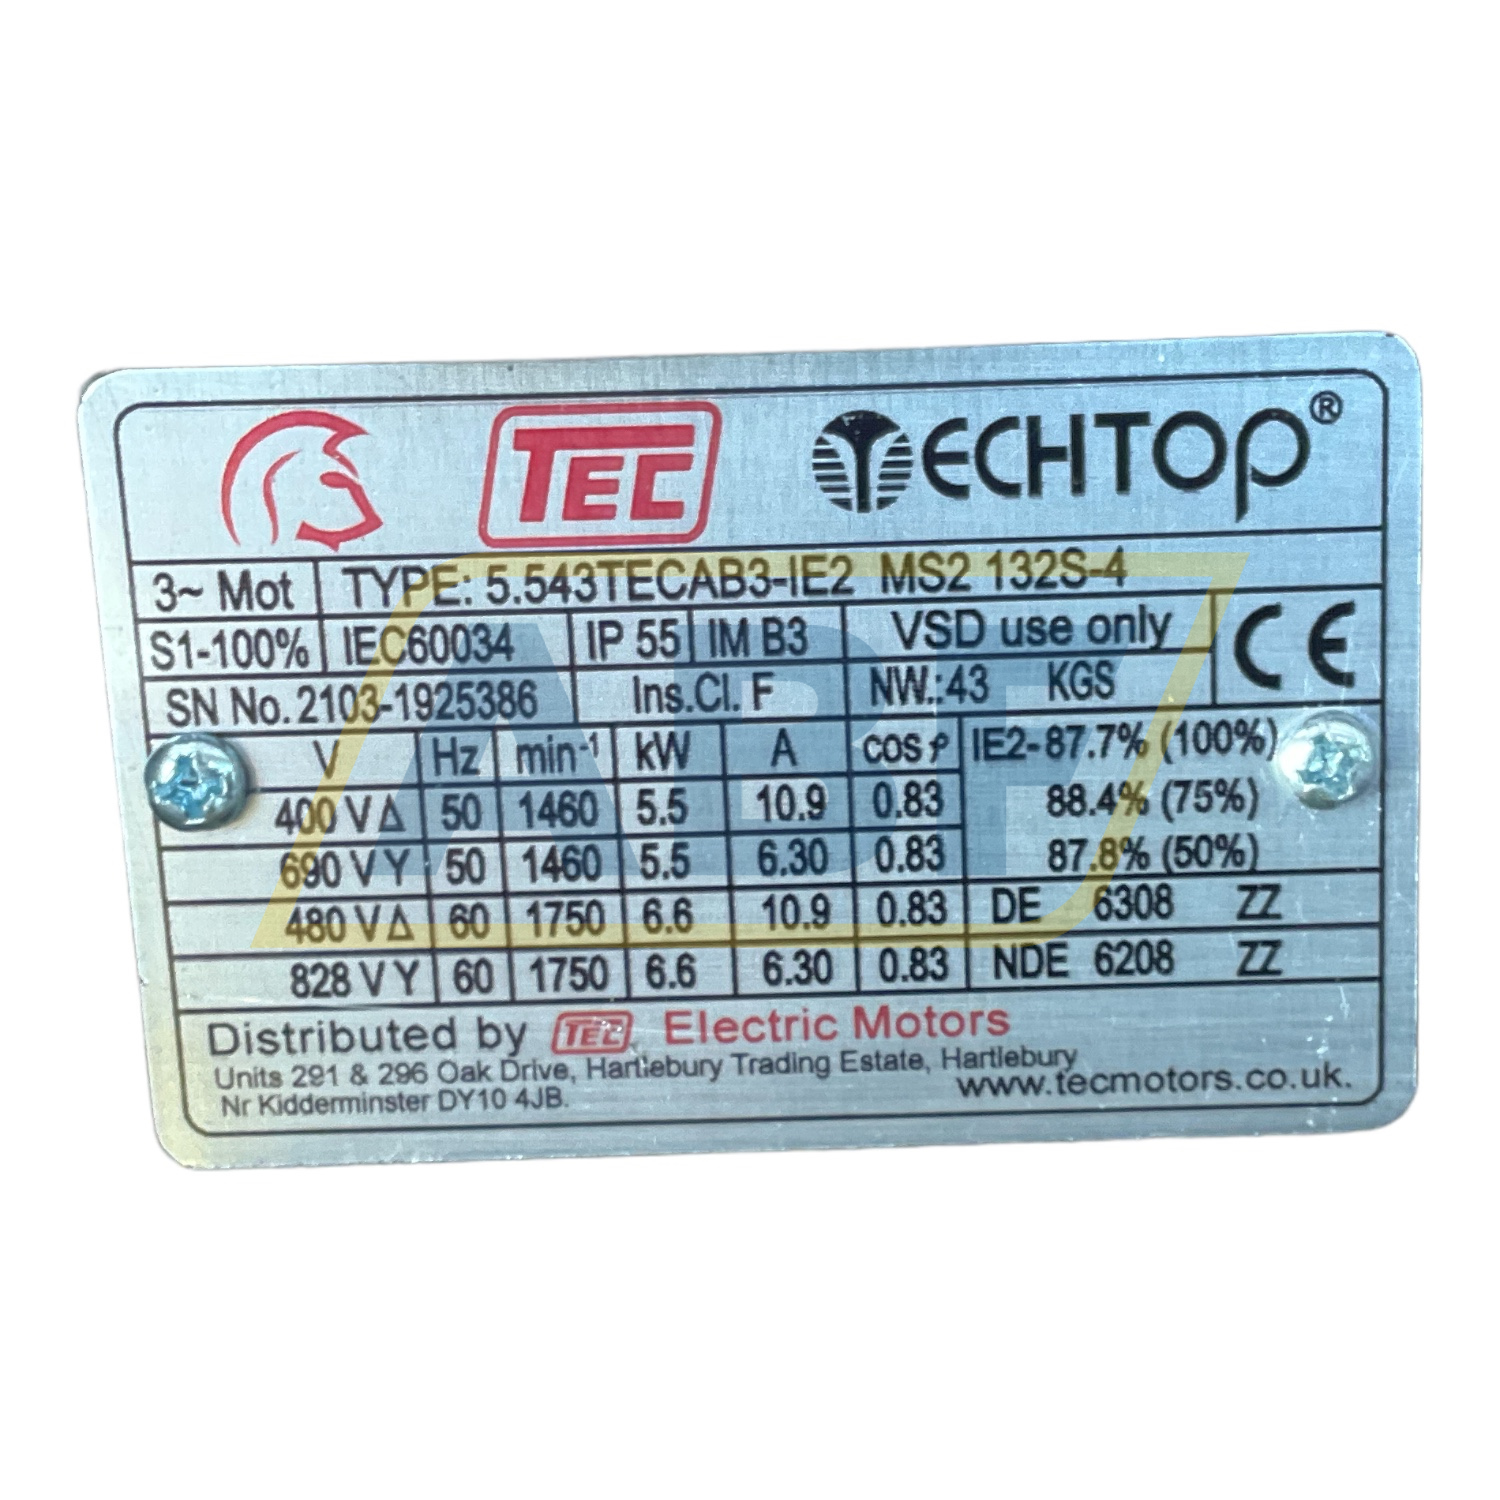 TEC TECHTOP®
3~ Mot TYPE: 5.543TECAB3-IE2 MS2 132S-4
S1-100% IEC60034 IP 55 IM B3 VSD use only CE
SN No. 2103-1925386 Ins.Cl. F NW.:43 KGS
V Hz min⁻¹ kW A cos φ IE2- 87.7% (100%)
400 V Δ 50 1460 5.5 10.9 0.83 88.4% (75%)
690 V Y 50 1460 5.5 6.30 0.83 87.8% (50%)
480 V Δ 60 1750 6.6 10.9 0.83 DE 6308 ZZ
828 V Y 60 1750 6.6 6.30 0.83 NDE 6208 ZZ
Distributed by TEC Electric Motors
Units 291 & 296 Oak Drive, Hartlebury Trading Estate, Hartlebury
Nr Kidderminster DY10 4JB. www.tecmotors.co.uk.
ABF